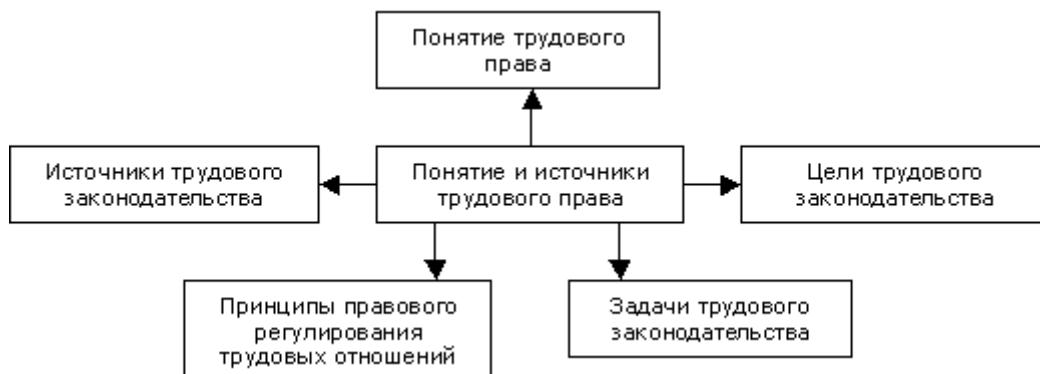 Понятие трудового
права
Источники трудового
законодательства
Понятие и источники
трудового права
Цели трудового
законодательства
Принципы правового
регулирования
трудовых отношений
Задачи трудового
законодательства